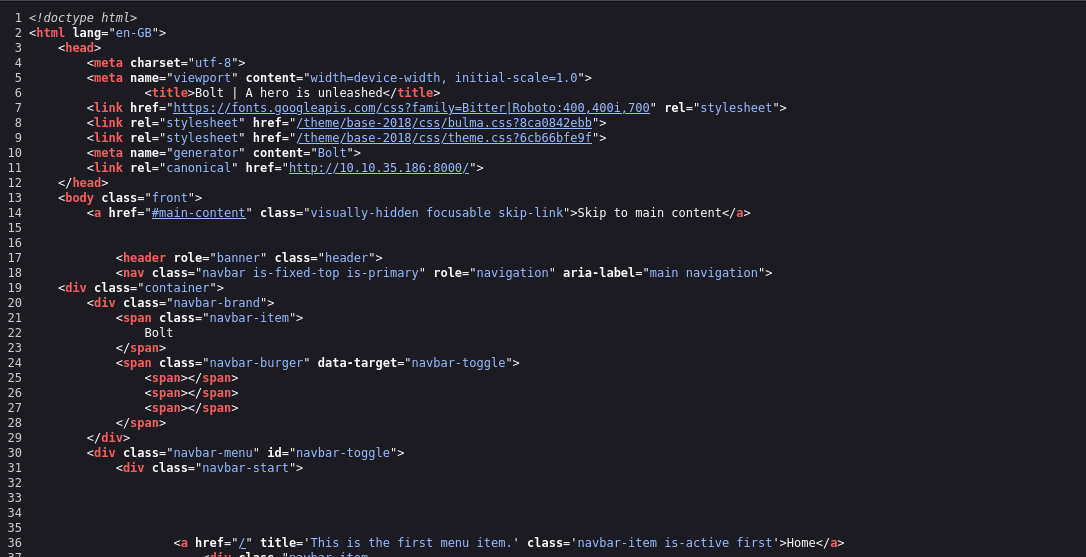 1 <!doctype html>
2 <html lang="en-GB">
3     <head>
4         <meta charset="utf-8">
5         <meta name="viewport" content="width=device-width, initial-scale=1.0">
6                 <title>Bolt | A hero is unleashed</title>
7         <link href="https://fonts.googleapis.com/css?family=Bitter|Roboto:400,400i,700" rel="stylesheet">
8         <link rel="stylesheet" href="/theme/base-2018/css/bulma.css?8ca0842ebb">
9         <link rel="stylesheet" href="/theme/base-2018/css/theme.css?6cb66bfe9f">
10         <meta name="generator" content="Bolt">
11         <link rel="canonical" href="http://10.10.35.186:8000/">
12     </head>
13     <body class="front">
14         <a href="#main-content" class="visually-hidden focusable skip-link">Skip to main content</a>
15
16
17             <header role="banner" class="header">
18             <nav class="navbar is-fixed-top is-primary" role="navigation" aria-label="main navigation">
19     <div class="container">
20         <div class="navbar-brand">
21             <span class="navbar-item">
22                 Bolt
23             </span>
24             <span class="navbar-burger" data-target="navbar-toggle">
25                 <span></span>
26                 <span></span>
27                 <span></span>
28             </span>
29         </div>
30         <div class="navbar-menu" id="navbar-toggle">
31             <div class="navbar-start">
32
33
34
35
36                     <a href="/" title='This is the first menu item.' class='navbar-item is-active first'>Home</a>
37                         <div class="navbar-item